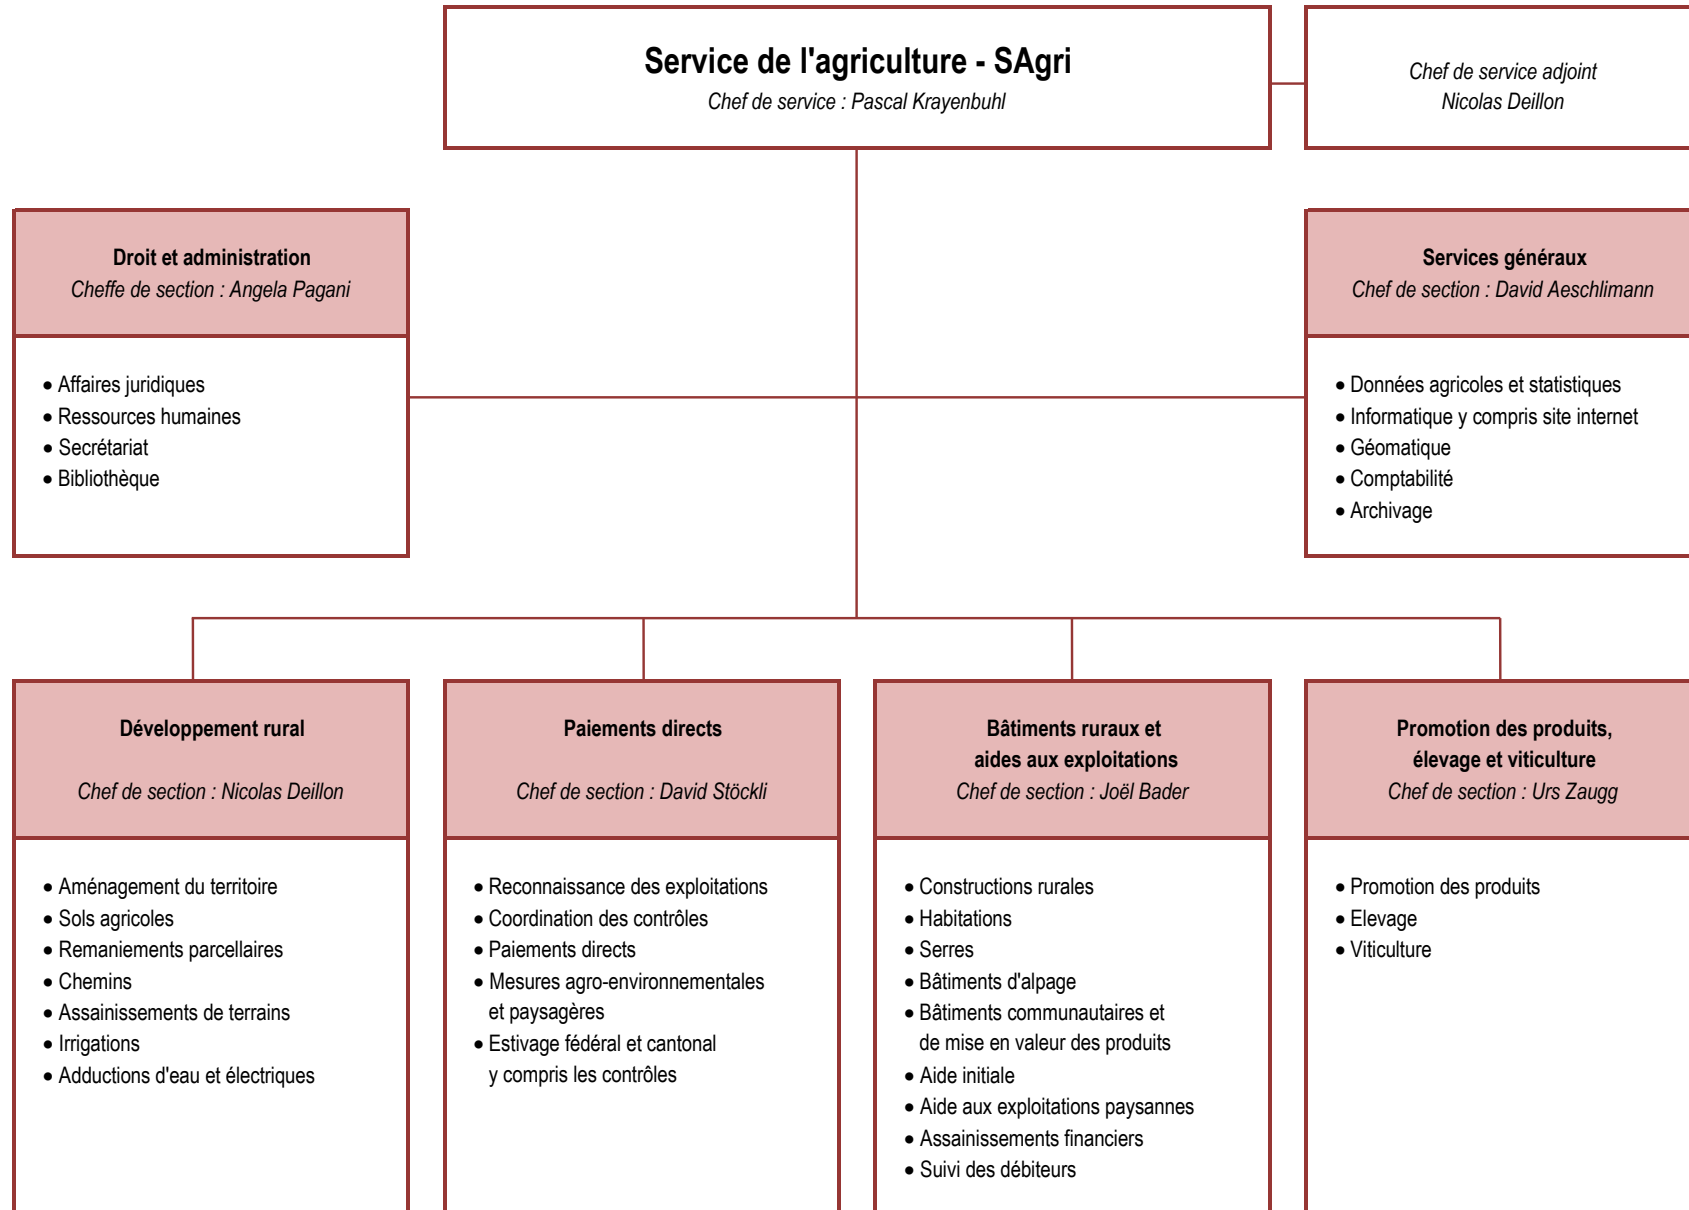 Service de l'agriculture - SAgri
Chef de service : Pascal Krayenbuhl
Chef de service adjoint
Nicolas Deillon
Droit et administration
Cheffe de section : Angela Pagani
• Affaires juridiques
• Ressources humaines
• Secrétariat
• Bibliothèque
Services généraux
Chef de section : David Aeschlimann
• Données agricoles et statistiques
• Informatique y compris site internet
• Géomatique
• Comptabilité
• Archivage
Développement rural
Chef de section : Nicolas Deillon
• Aménagement du territoire
• Sols agricoles
• Remaniements parcellaires
• Chemins
• Assainissements de terrains
• Irrigations
• Adductions d'eau et électriques
Paiements directs
Chef de section : David Stöckli
• Reconnaissance des exploitations
• Coordination des contrôles
• Paiements directs
• Mesures agro-environnementales
et paysagères
• Estivage fédéral et cantonal
y compris les contrôles
Bâtiments ruraux et
aides aux exploitations
Chef de section : Joël Bader
• Constructions rurales
• Habitations
• Serres
• Bâtiments d'alpage
• Bâtiments communautaires et
de mise en valeur des produits
• Aide initiale
• Aide aux exploitations paysannes
• Assainissements financiers
• Suivi des débiteurs
Promotion des produits,
élevage et viticulture
Chef de section : Urs Zaugg
• Promotion des produits
• Elevage
• Viticulture